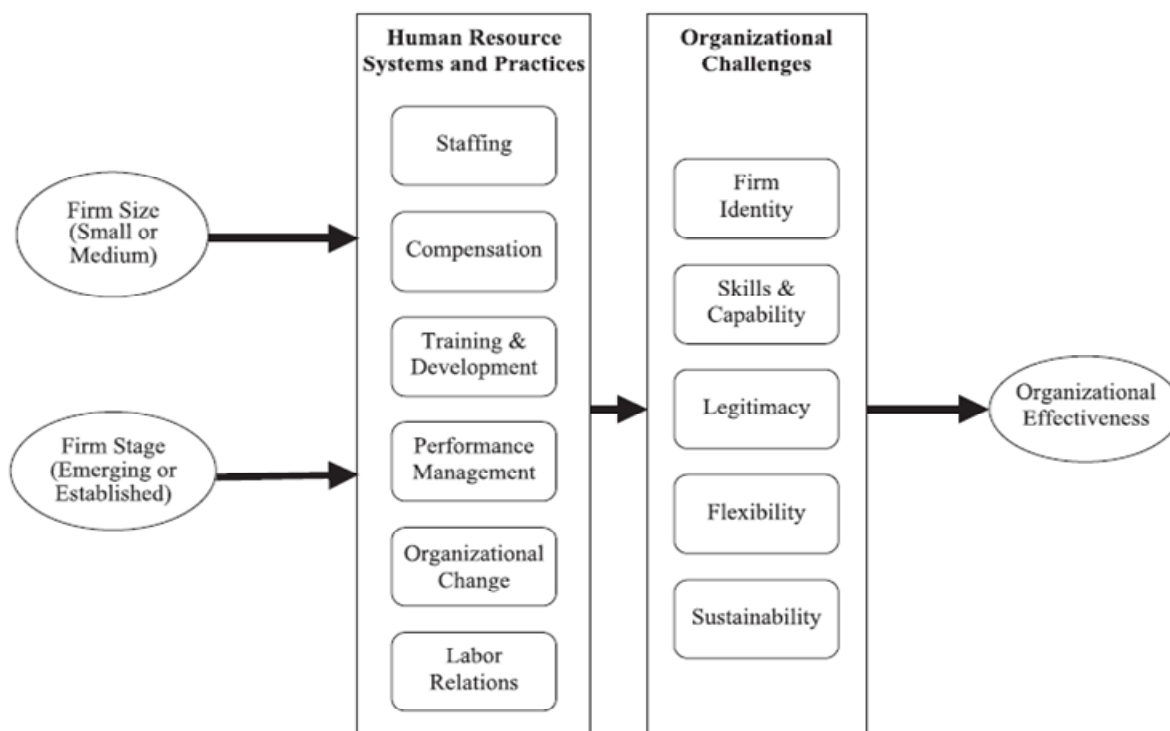 Firm Size
(Small or
Medium)
Firm Stage
(Emerging or
Established)
Human Resource
Systems and Practices
Staffing
Compensation
Training &
Development
Performance
Management
Organizational
Change
Labor
Relations
Organizational
Challenges
Firm
Identity
Skills &
Capability
Legitimacy
Flexibility
Sustainability
Organizational
Effectiveness